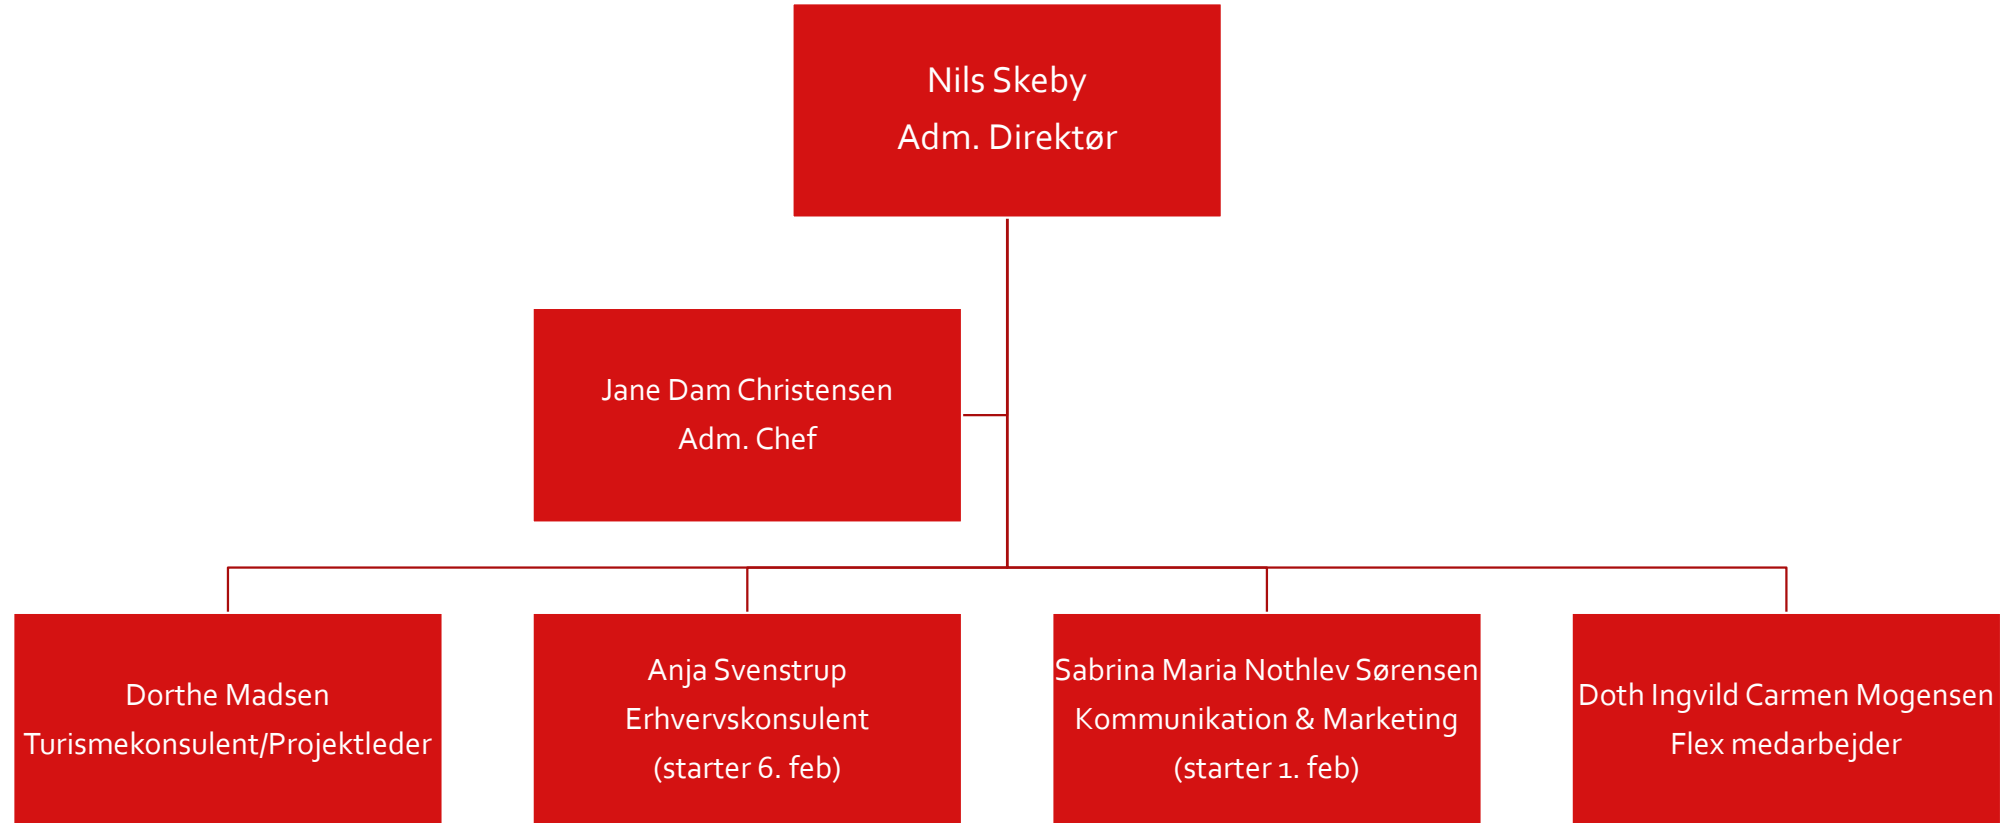 Nils Skeby
Adm. Direktør
Jane Dam Christensen
Adm. Chef
Dorthe Madsen
Turismekonsulent/Projektleder
Anja Svenstrup
Erhvervskonsulent
(starter 6. feb)
Sabrina Maria Nothlev Sørensen
Kommunikation & Marketing
(starter 1. feb)
Doth Ingvild Carmen Mogensen
Flex medarbejder